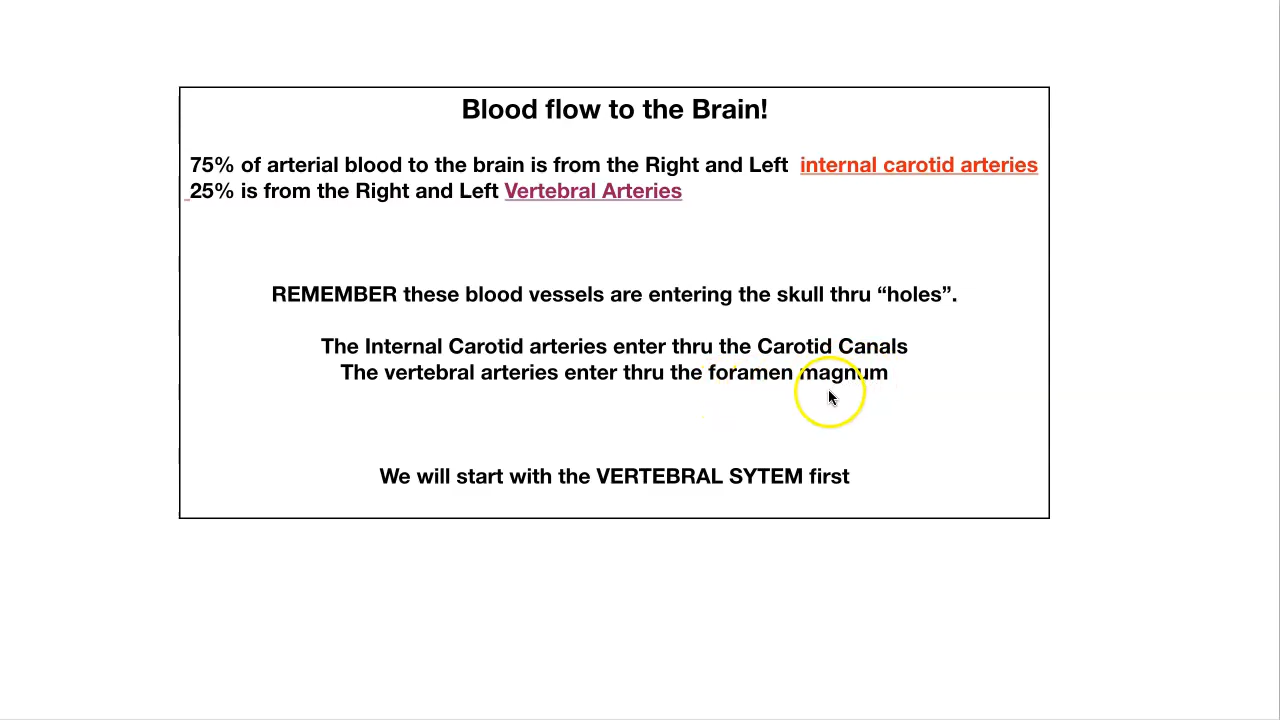 Blood flow to the Brain!
75% of arterial blood to the brain is from the Right and Left internal carotid arteries
25% is from the Right and Left Vertebral Arteries
REMEMBER these blood vessels are entering the skull thru “holes”.
The Internal Carotid arteries enter thru the Carotid Canals
The vertebral arteries enter thru the foramen magnum
We will start with the VERTEBRAL SYTEM first